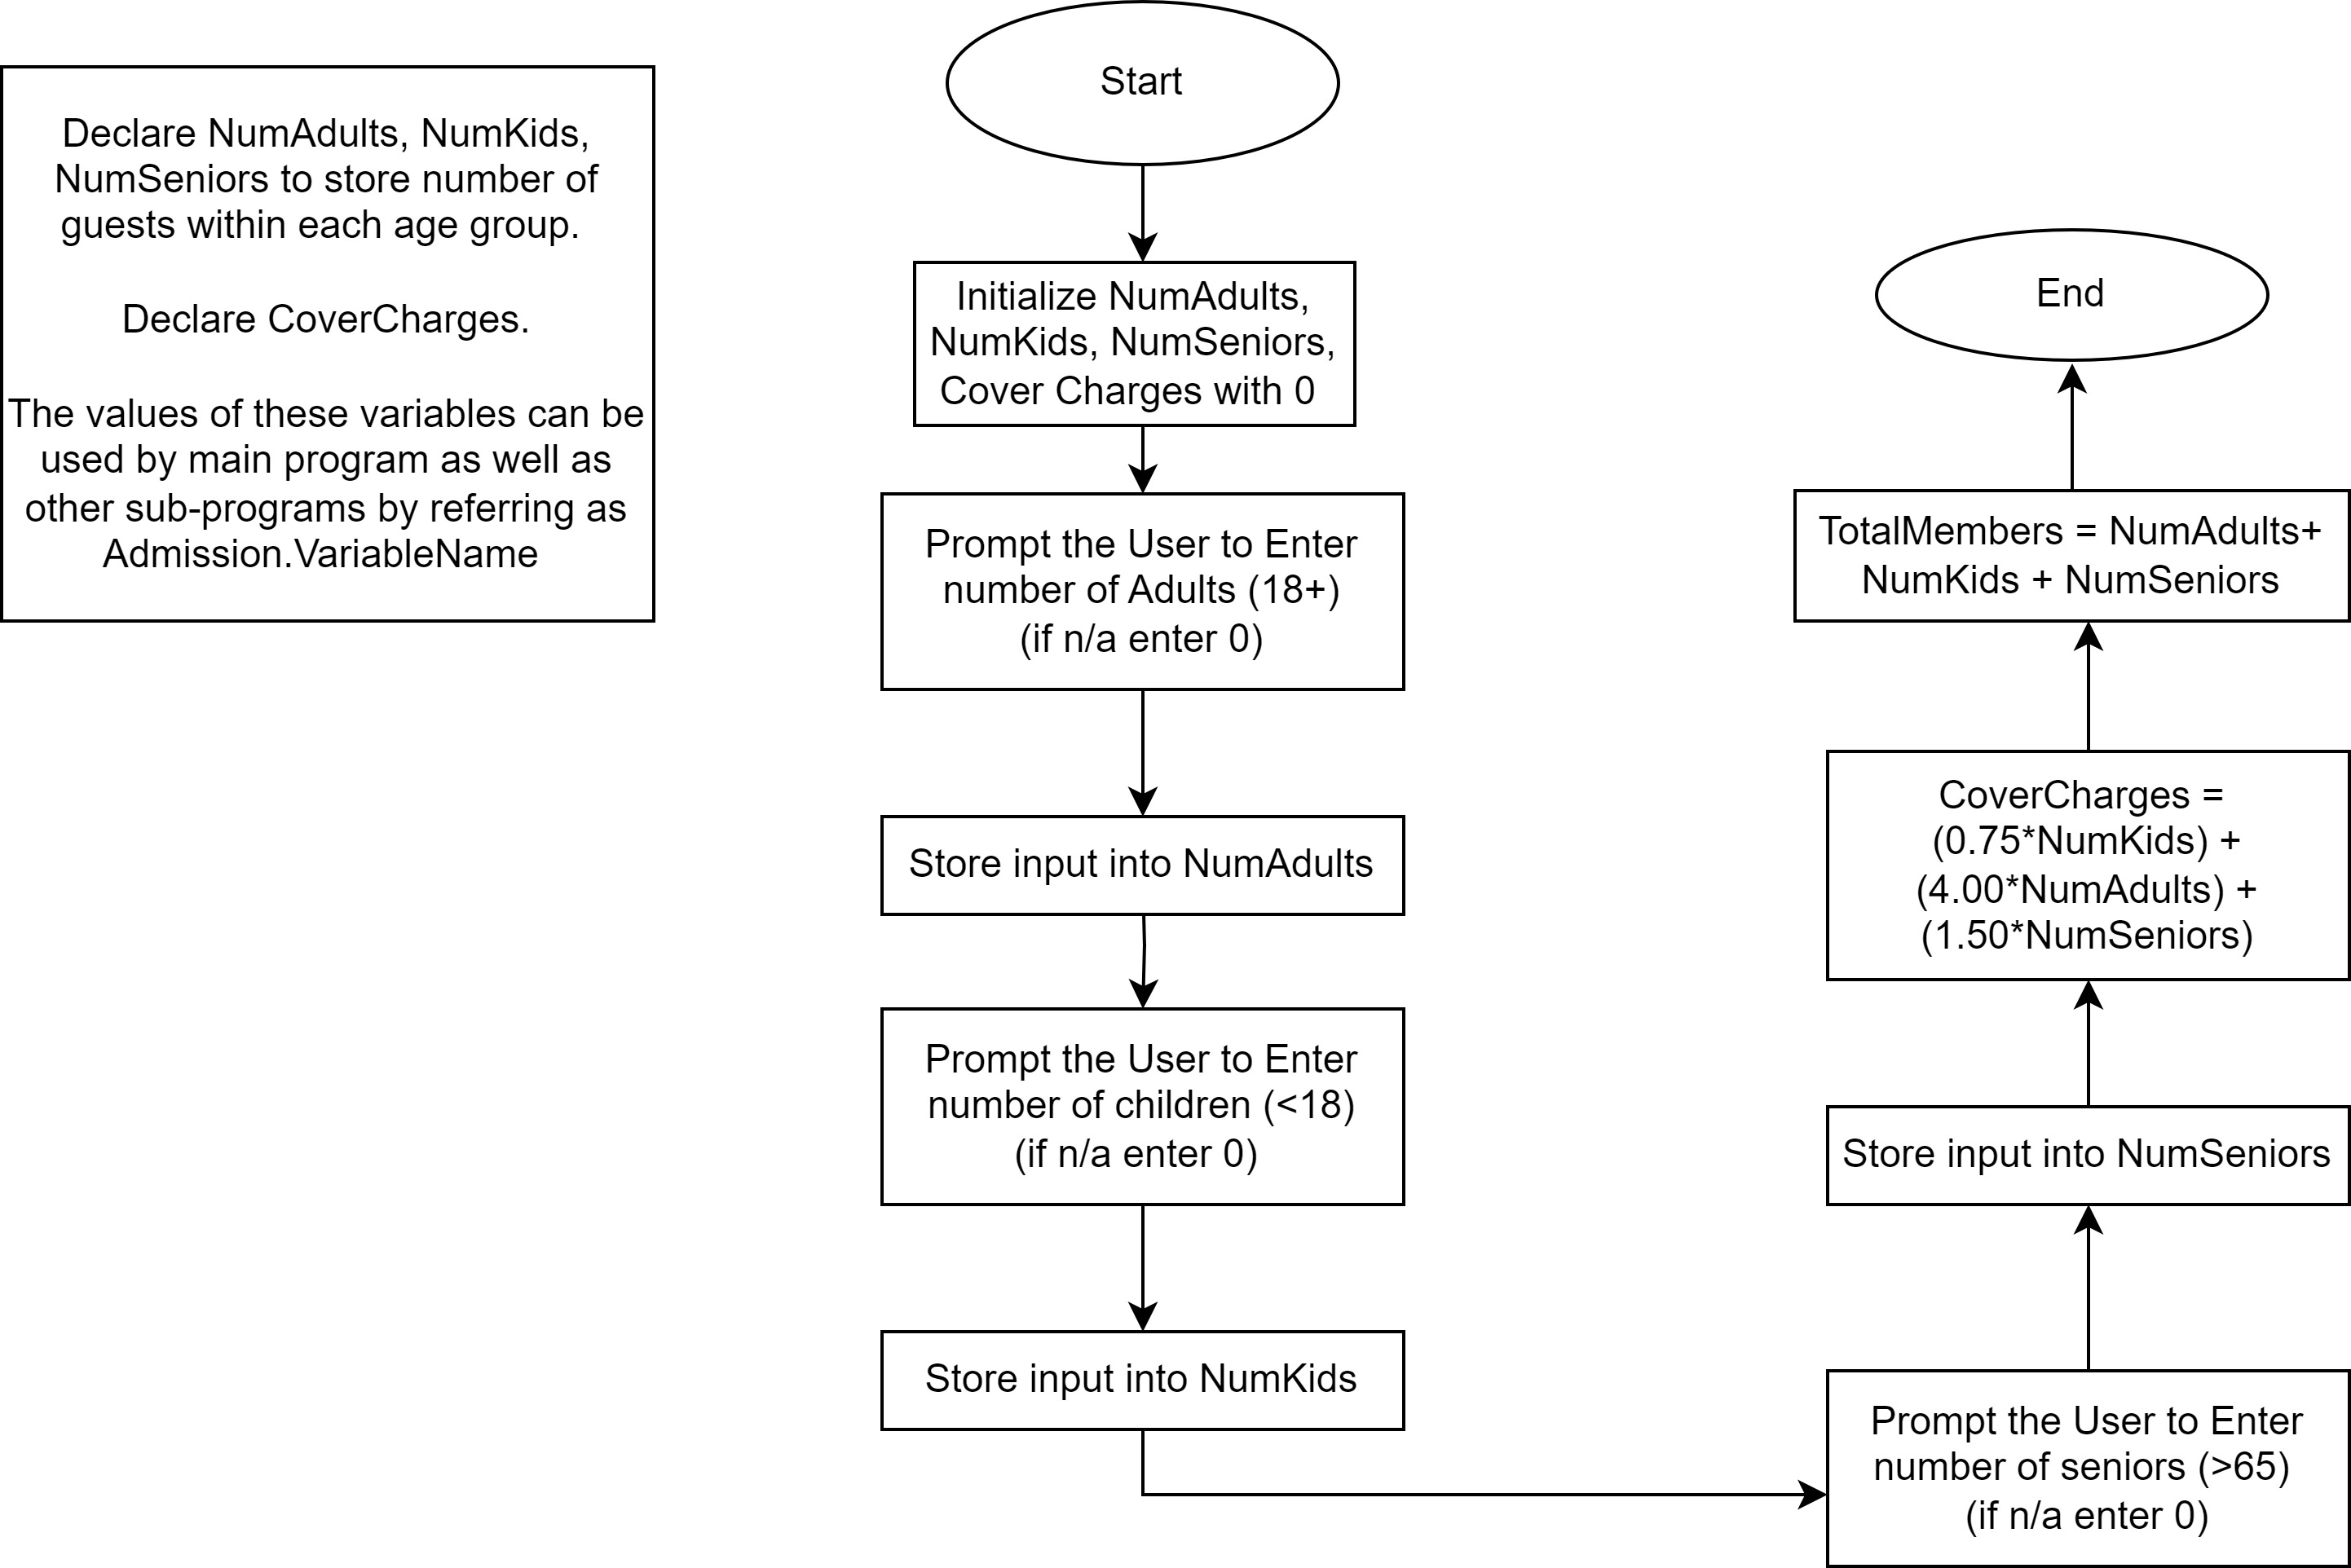 Declare NumAdults, NumKids,
NumSeniors to store number of
guests within each age group.
Declare CoverCharges.
The values of these variables can be
used by main program as well as
other sub-programs by referring as
Admission.VariableName
Start
Initialize NumAdults,
NumKids, NumSeniors,
Cover Charges with 0
Prompt the User to Enter
number of Adults (18+)
(if n/a enter 0)
Store input into NumAdults
Prompt the User to Enter
number of children (<18)
(if n/a enter 0)
Store input into NumKids
Prompt the User to Enter
number of seniors (>65)
(if n/a enter 0)
Store input into NumSeniors
CoverCharges =
(0.75*NumKids) +
(4.00*NumAdults) +
(1.50*NumSeniors)
TotalMembers = NumAdults+
NumKids + NumSeniors
End